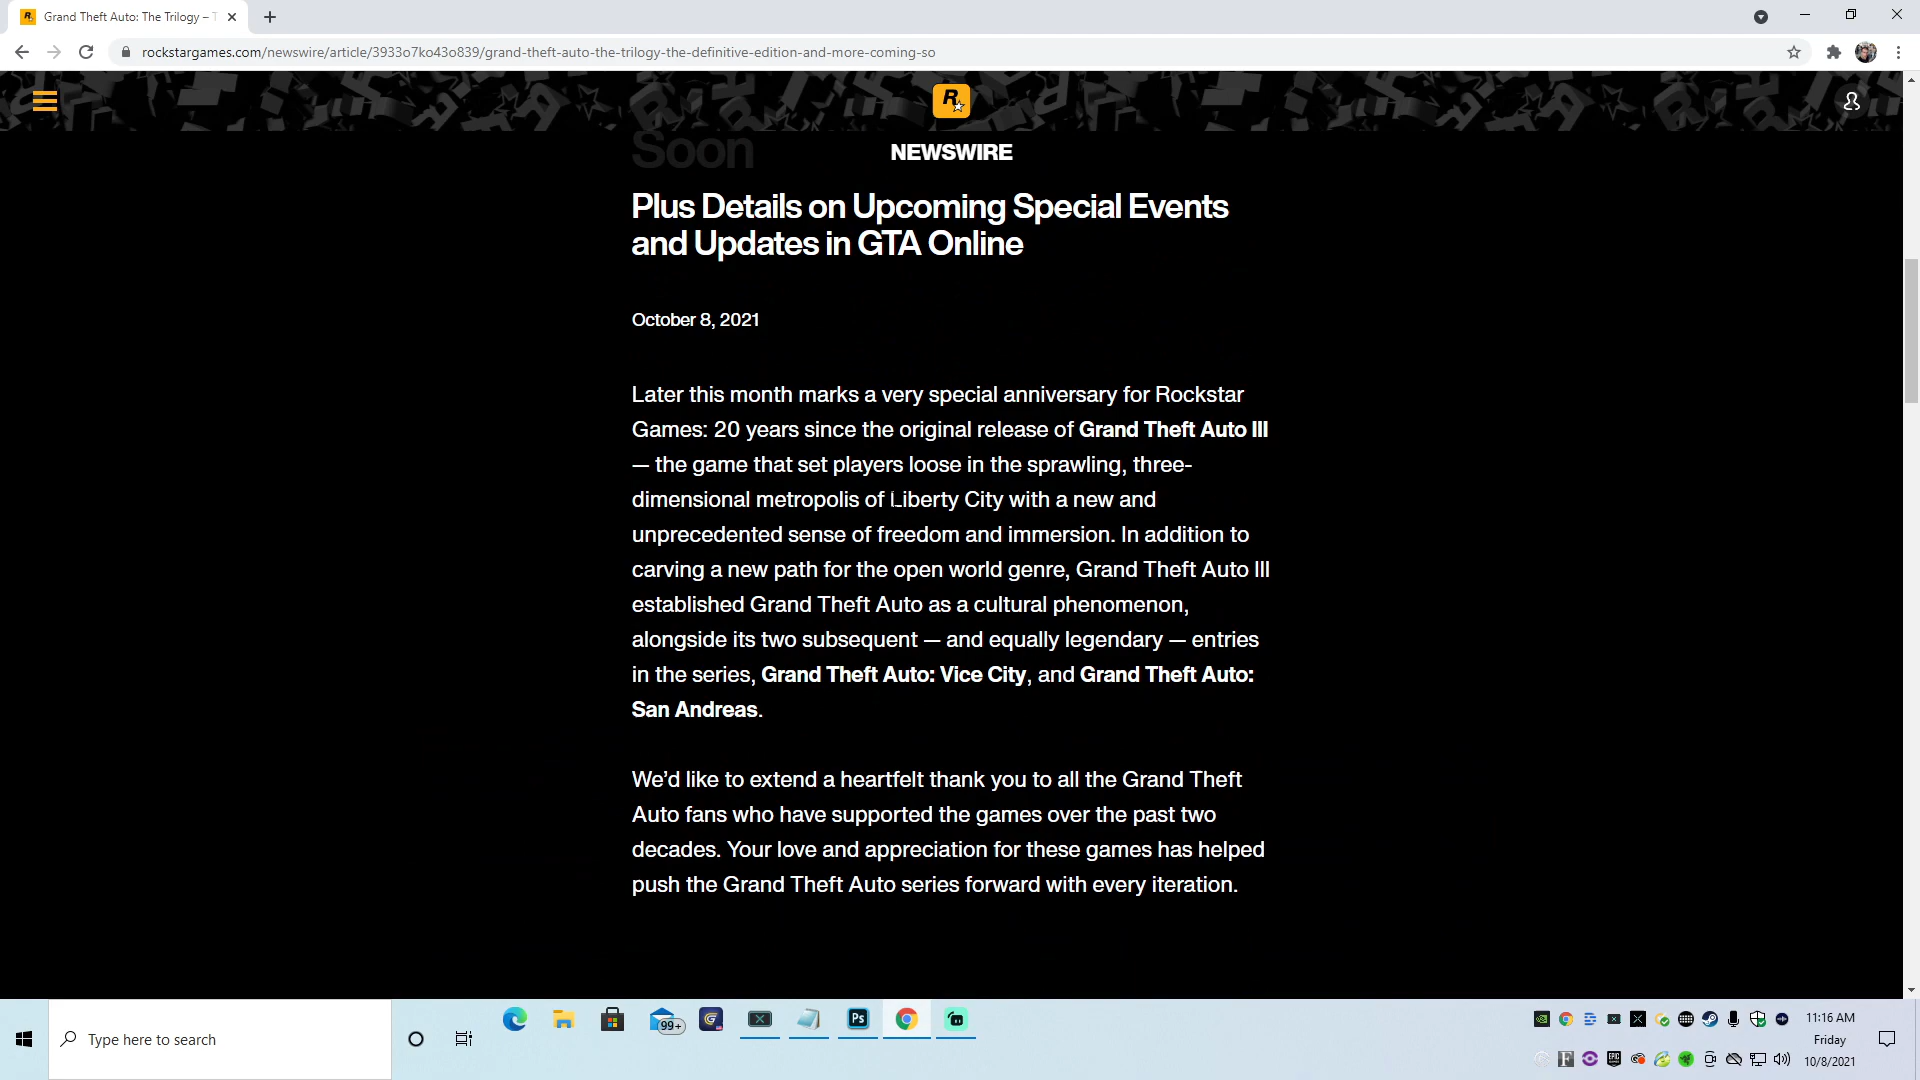 Grand Theft Auto: The Trilogy –
rockstargames.com/newswire/article/3933o7ko43o839/grand-theft-auto-the-trilogy-the-definitive-edition-and-more-coming-so
Soon
NEWSWIRE
Plus Details on Upcoming Special Events
and Updates in GTA Online
October 8, 2021
Later this month marks a very special anniversary for Rockstar
Games: 20 years since the original release of Grand Theft Auto III
— the game that set players loose in the sprawling, three-
dimensional metropolis of Liberty City with a new and
unprecedented sense of freedom and immersion. In addition to
carving a new path for the open world genre, Grand Theft Auto III
established Grand Theft Auto as a cultural phenomenon,
alongside its two subsequent — and equally legendary — entries
in the series, Grand Theft Auto: Vice City, and Grand Theft Auto:
San Andreas.
We’d like to extend a heartfelt thank you to all the Grand Theft
Auto fans who have supported the games over the past two
decades. Your love and appreciation for these games has helped
push the Grand Theft Auto series forward with every iteration.
Type here to search
99+
Ps
11:16 AM
Friday
10/8/2021